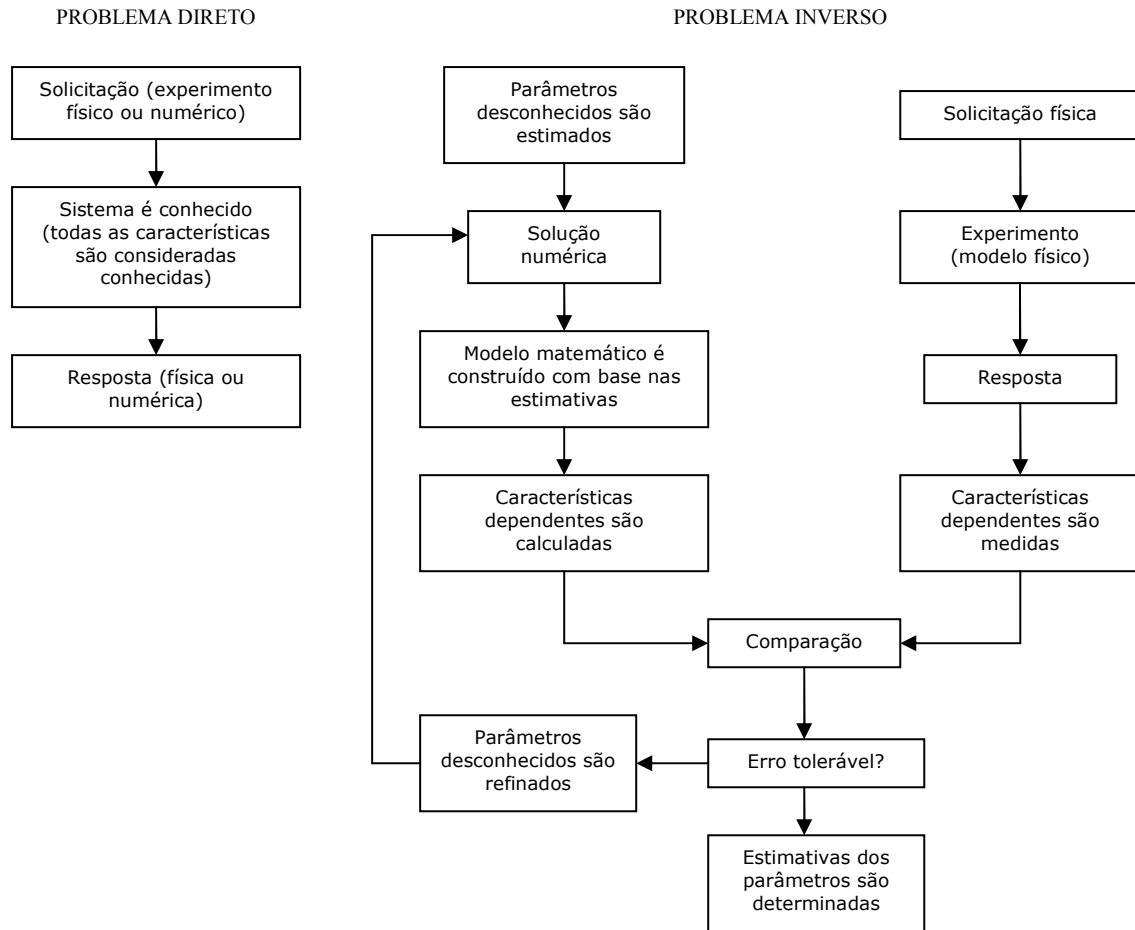 PROBLEMA DIRETO
Solicitação (experimento
físico ou numérico)
Sistema é conhecido
(todas as características
são consideradas
conhecidas)
Resposta (física ou
numérica)
PROBLEMA INVERSO
Parâmetros
desconhecidos são
estimados
Solução
numérica
Modelo matemático é
construído com base nas
estimativas
Características
dependentes são
calculadas
Solicitação física
Experimento
(modelo físico)
Resposta
Características
dependentes são
medidas
Comparação
Erro tolerável?
Parâmetros
desconhecidos são
refinados
Estimativas dos
parâmetros são
determinadas